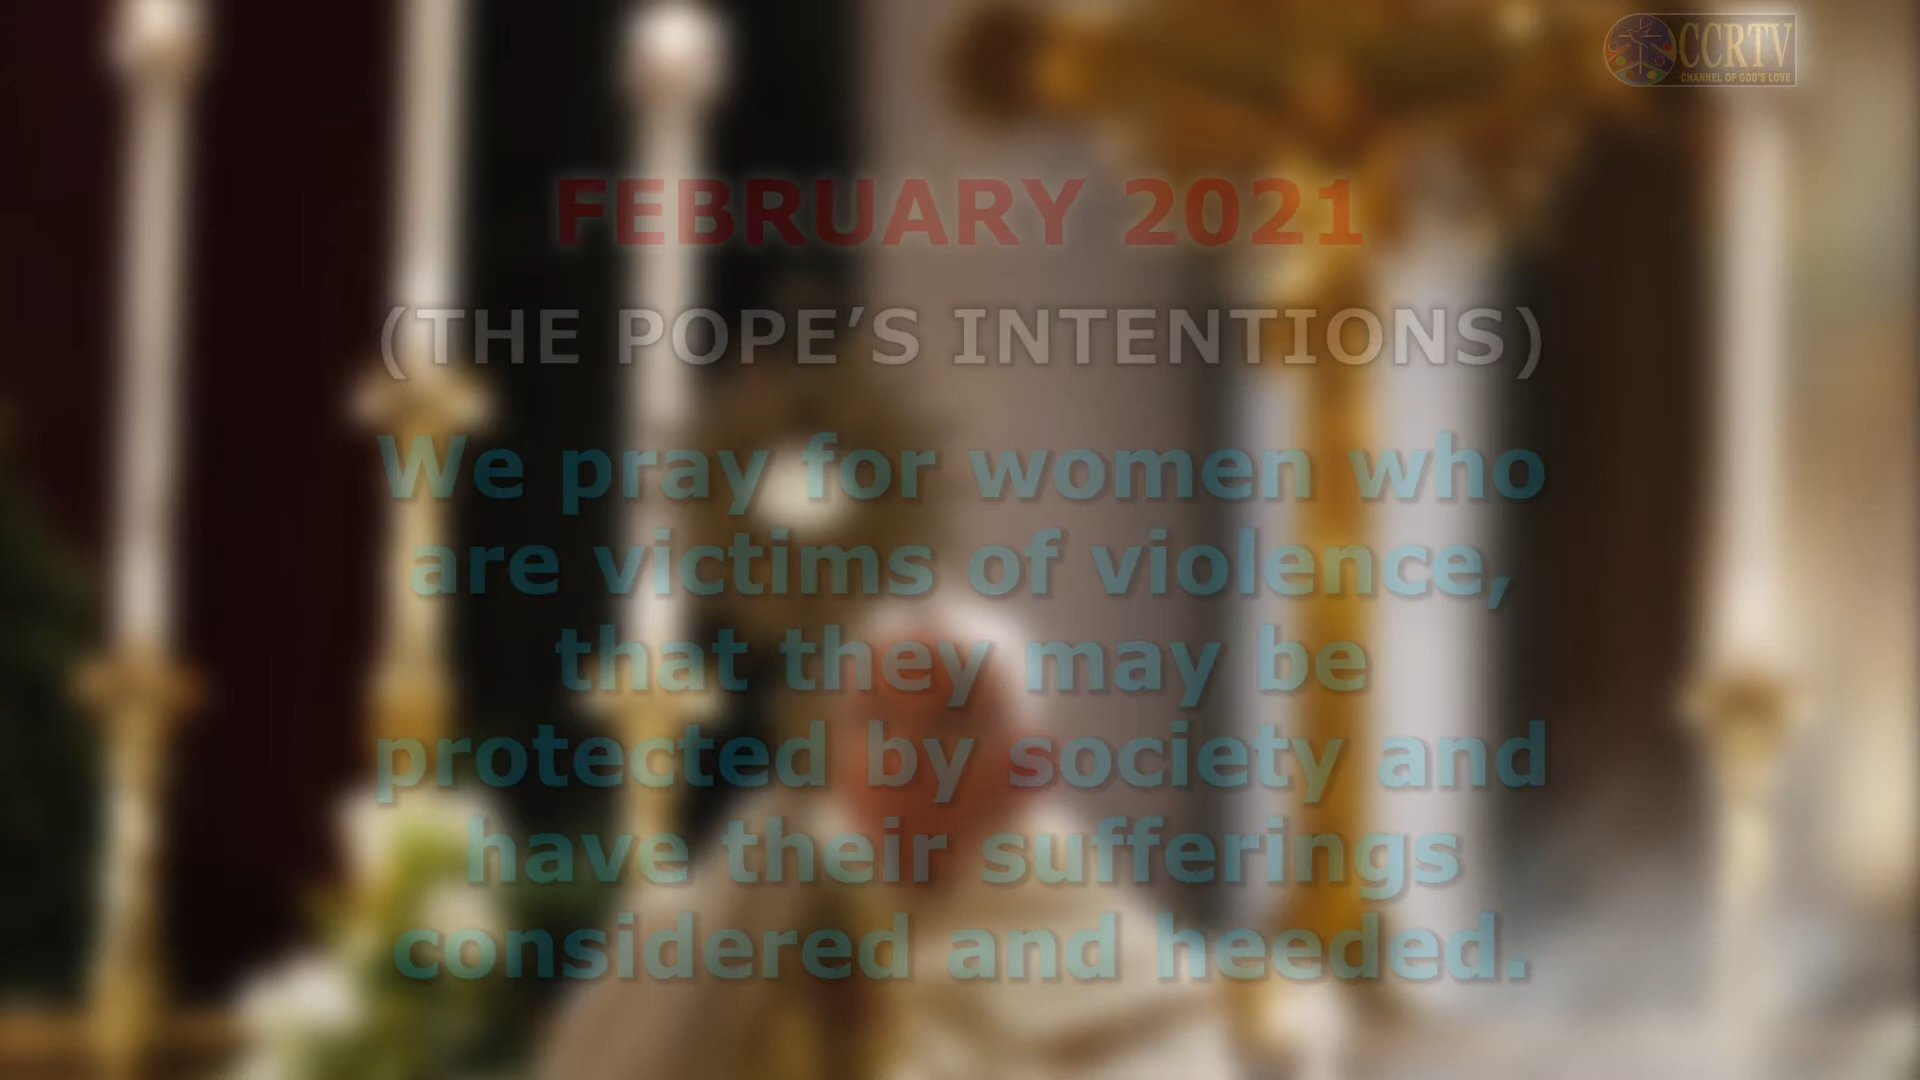 CCRTV
CHANNEL OF GOD'S LOVE
FEBRUARY 2021
(THE POPE’S INTENTIONS)
We pray for women who
are victims of violence,
that they may be
protected by society and
have their sufferings
considered and heeded.